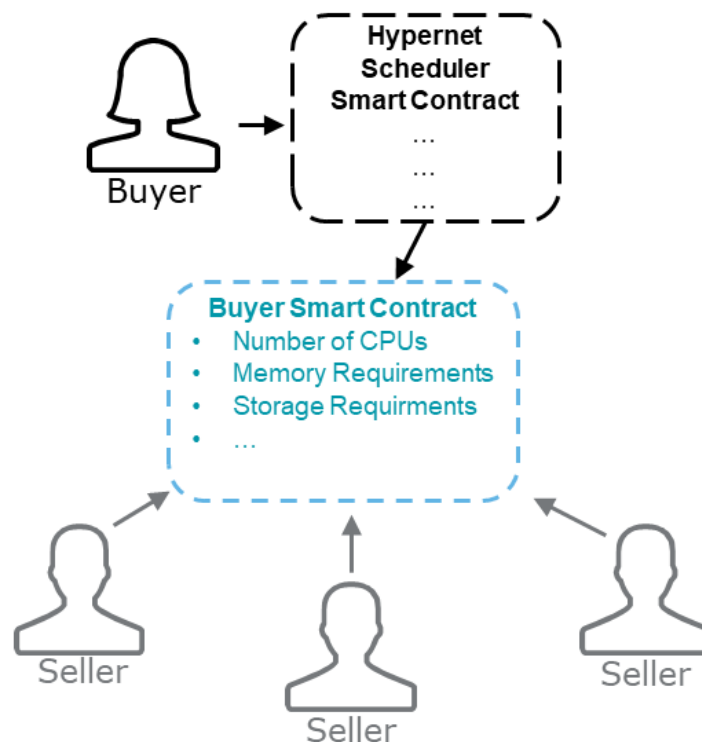 Hypernet
Scheduler
Smart Contract
...
...
...
Buyer
Buyer Smart Contract
• Number of CPUs
• Memory Requirements
• Storage Requirments
• ...
Seller
Seller
Seller